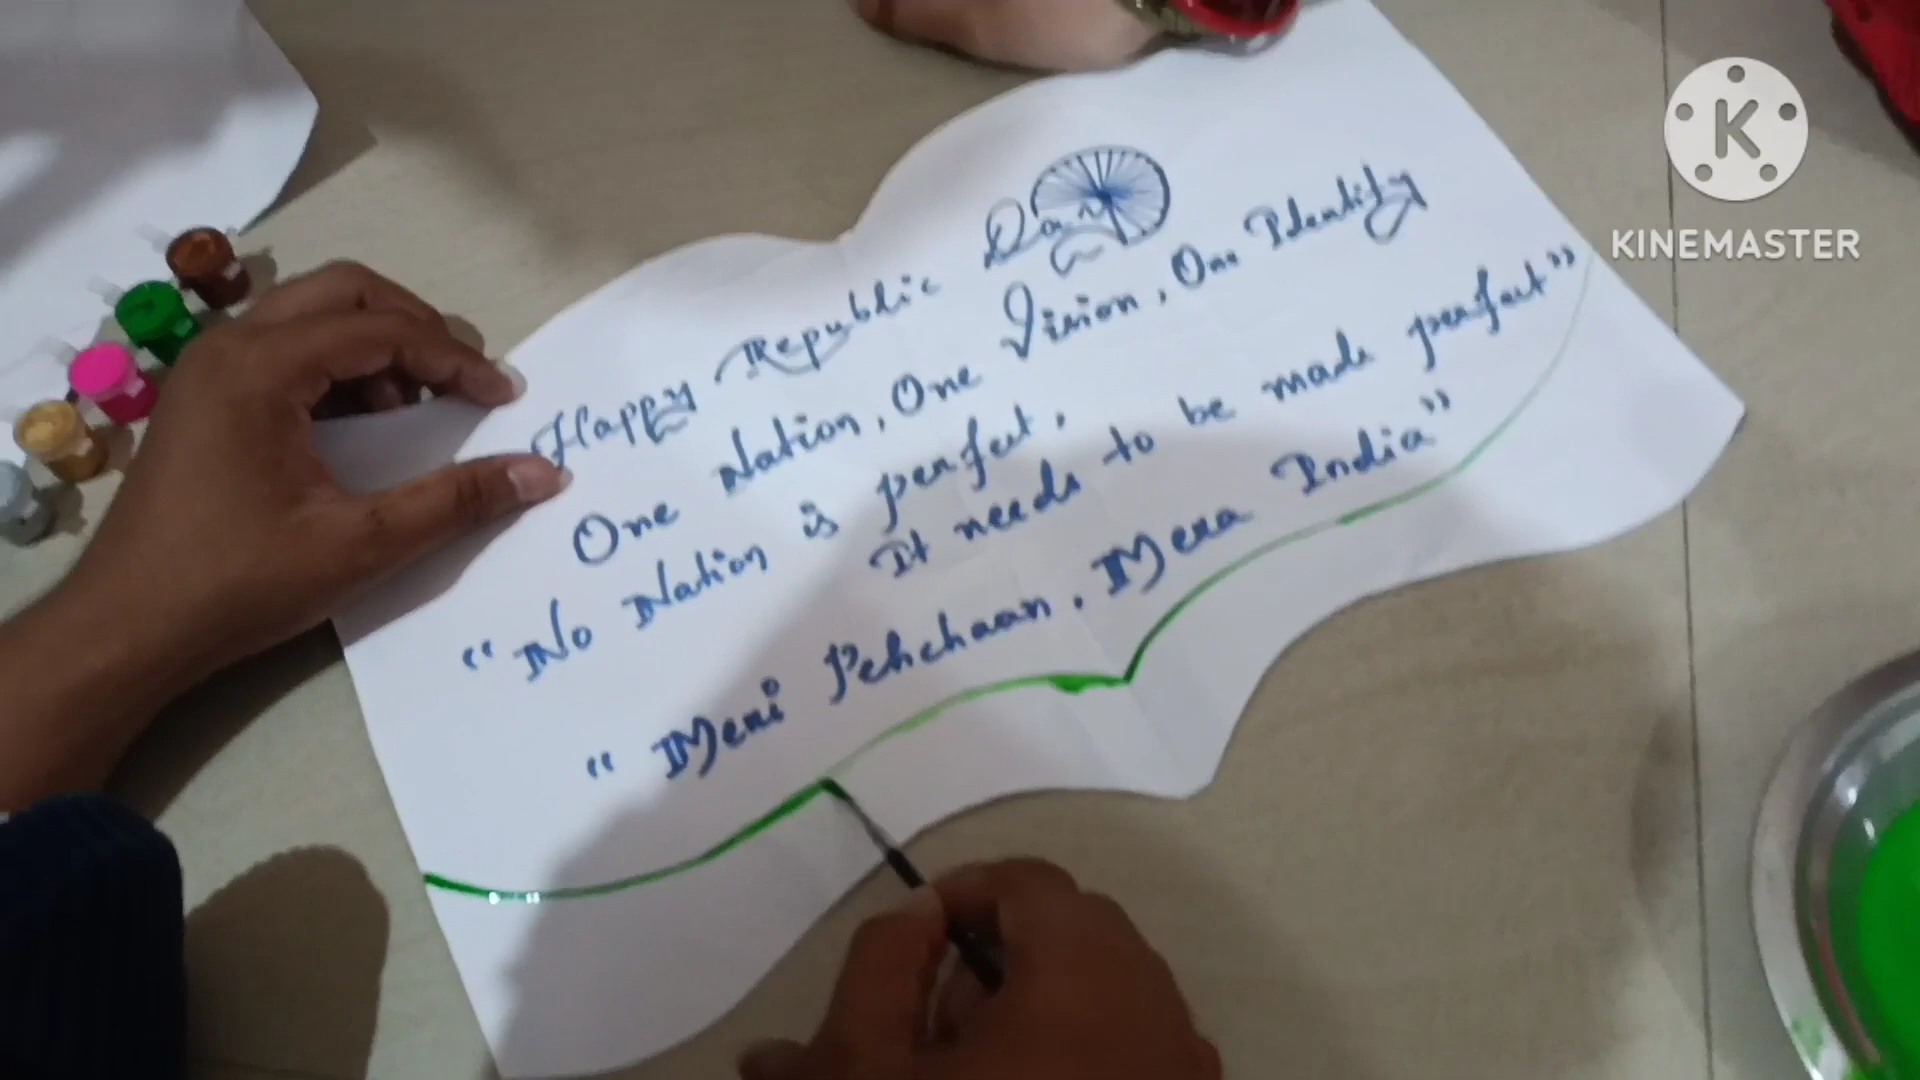 Happy Republic Day
One Nation, One Vision, One Identity
“No Nation is perfect,
It needs to be made perfect”
“Meri Pehchaan, Mera India”
K
KINEMASTER